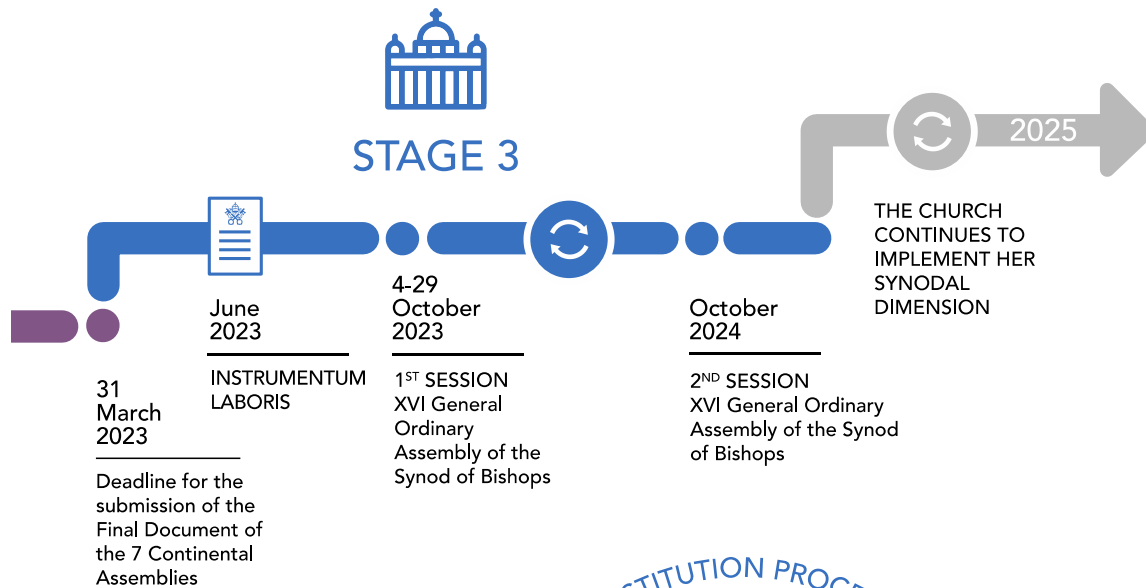 STAGE 3
2025
THE CHURCH
CONTINUES TO
IMPLEMENT HER
SYNODAL
DIMENSION
31
March
2023
Deadline for the
submission of the
Final Document of
the 7 Continental
Assemblies
June
2023
INSTRUMENTUM
LABORIS
4-29
October
2023
1ST SESSION
XVI General
Ordinary
Assembly of the
Synod of Bishops
October
2024
2ND SESSION
XVI General Ordinary
Assembly of the Synod
of Bishops